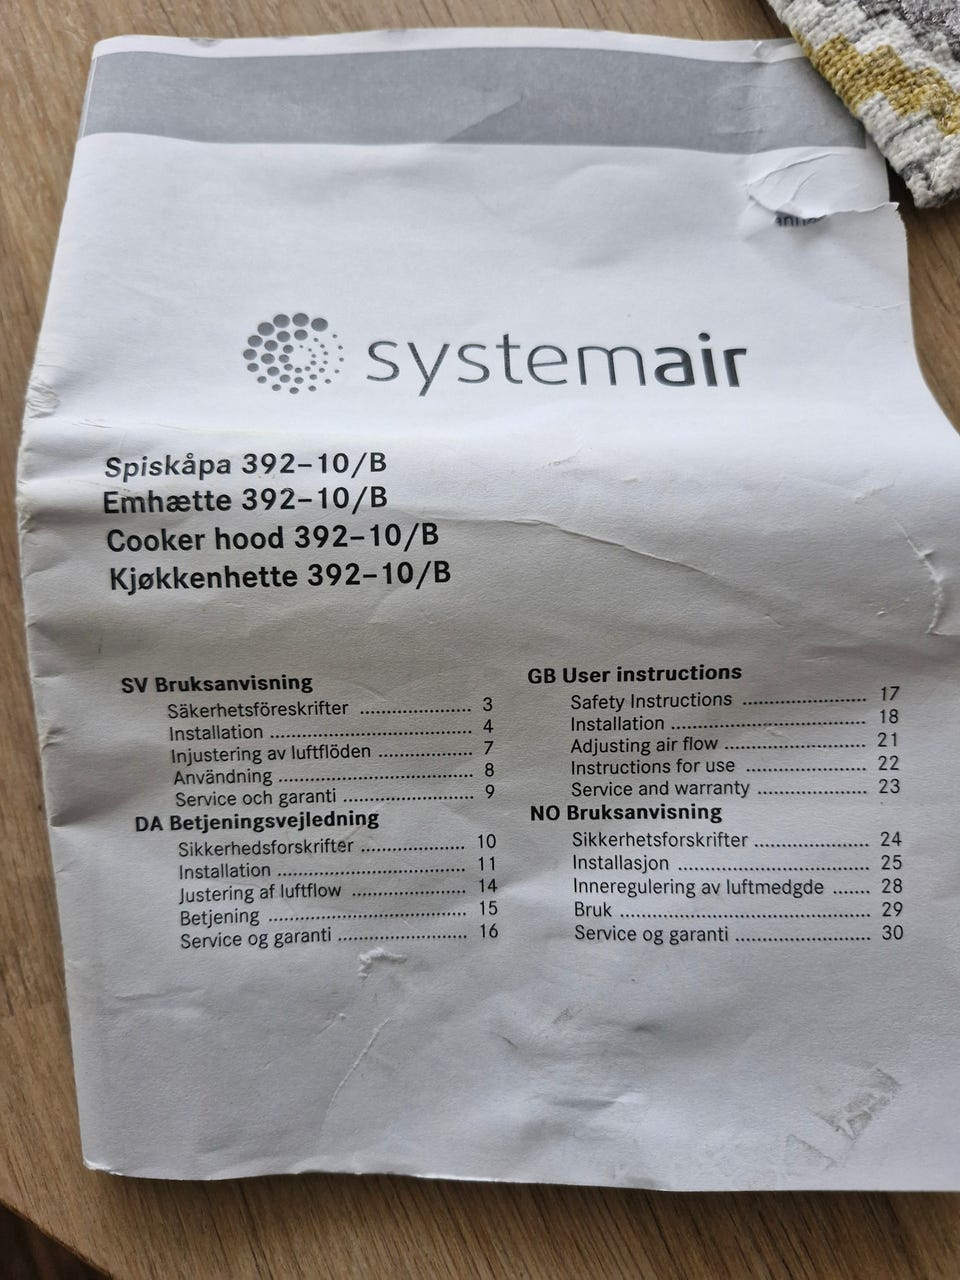 systemair
Spiskåpa 392-10/B
Emhætte 392-10/B
Cooker hood 392-10/B
Kjøkkenhette 392-10/B
SV Bruksanvisning
Säkerhetsföreskrifter ........................ 3
Installation ........................................... 4
Injustering av luftflöden ..................... 7
Användning ......................................... 8
Service och garanti ........................... 9
DA Betjeningsvejledning
Sikkerhedsforskrifter ...................... 10
Installation ......................................... 11
Justering af luftflow ........................ 14
Betjening .......................................... 15
Service og garanti ........................... 16
GB User instructions
Safety Instructions .......................... 17
Installation ......................................... 18
Adjusting air flow .............................. 21
Instructions for use ......................... 22
Service and warranty ...................... 23
NO Bruksanvisning
Sikkerhetsforskrifter ........................ 24
Installasjon ........................................ 25
Inneregulering av luftmedgde ....... 28
Bruk .................................................... 29
Service og garanti ............................ 30